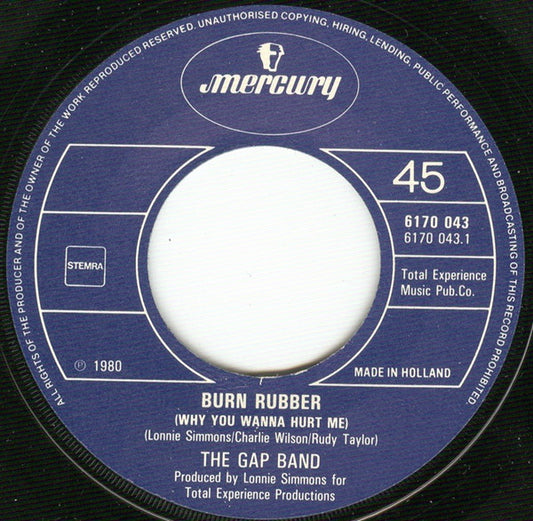 ALL RIGHTS OF THE PRODUCER AND OF THE OWNER OF THE WORK REPRODUCED RESERVED. UNAUTHORISED COPYING, HIRING, LENDING, PUBLIC PERFORMANCE AND BROADCASTING OF THIS RECORD PROHIBITED.
mercury
45
6170 043
6170 043.1
STEMRA
Total Experience
Music Pub.Co.
℗ 1980
MADE IN HOLLAND
BURN RUBBER
(WHY YOU WANNA HURT ME)
(Lonnie Simmons/Charlie Wilson/Rudy Taylor)
THE GAP BAND
Produced by Lonnie Simmons for
Total Experience Productions